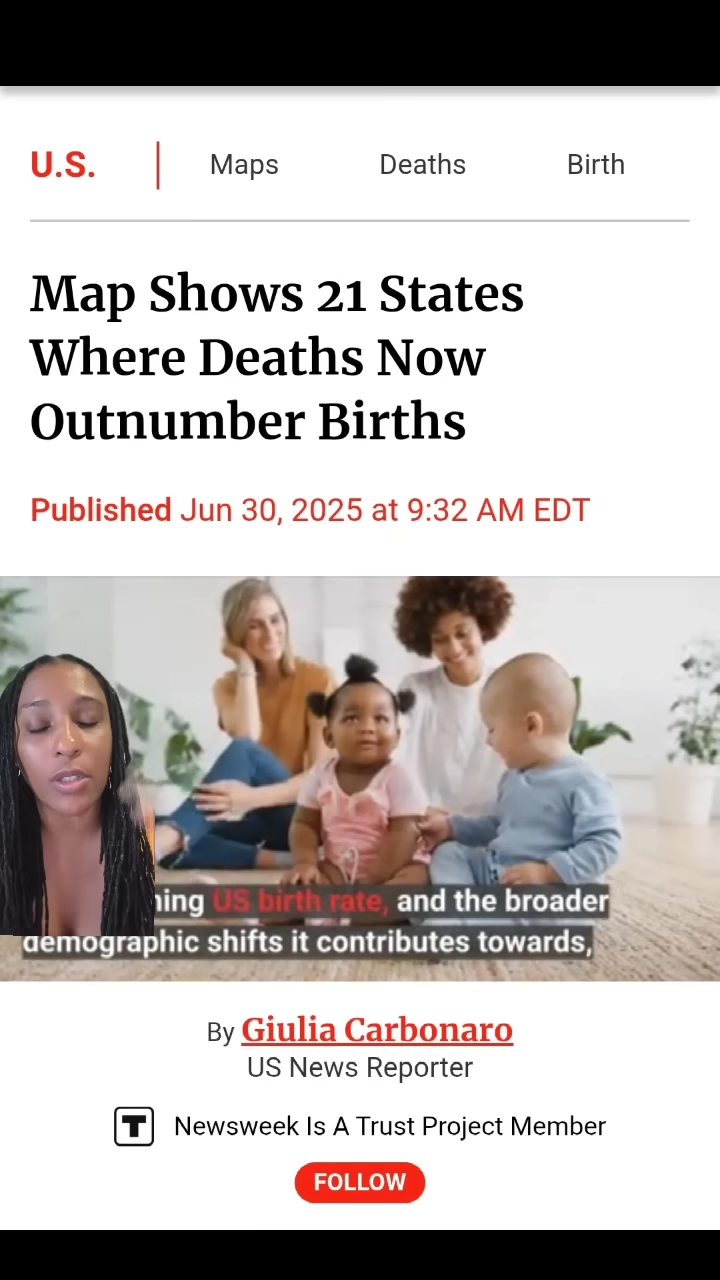 U.S.
Maps
Deaths
Birth
Map Shows 21 States
Where Deaths Now
Outnumber Births
Published Jun 30, 2025 at 9:32 AM EDT
US birth rate, and the broader
demographic shifts it contributes towards,
By Giulia Carbonaro
US News Reporter
T
Newsweek Is A Trust Project Member
FOLLOW